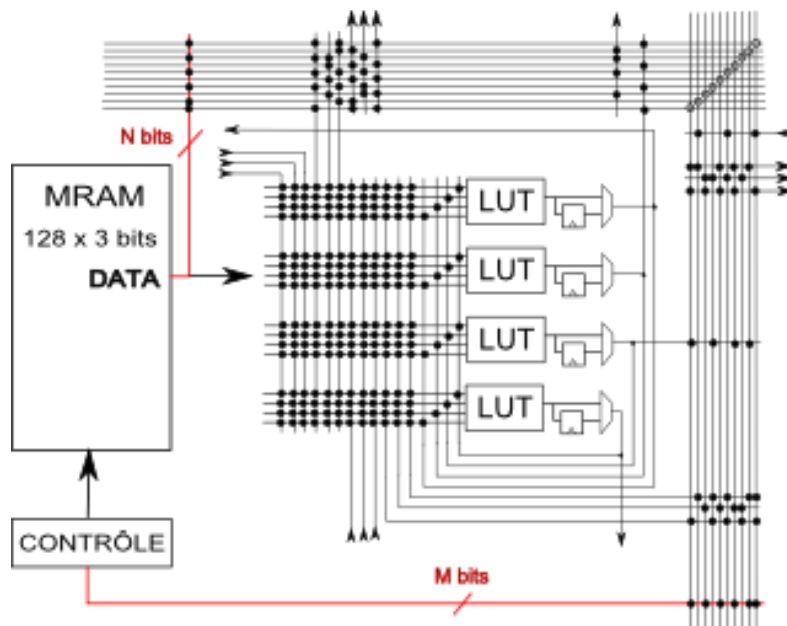 N bits
MRAM
128 x 3 bits
DATA
LUT
LUT
LUT
LUT
CONTRÔLE
M bits